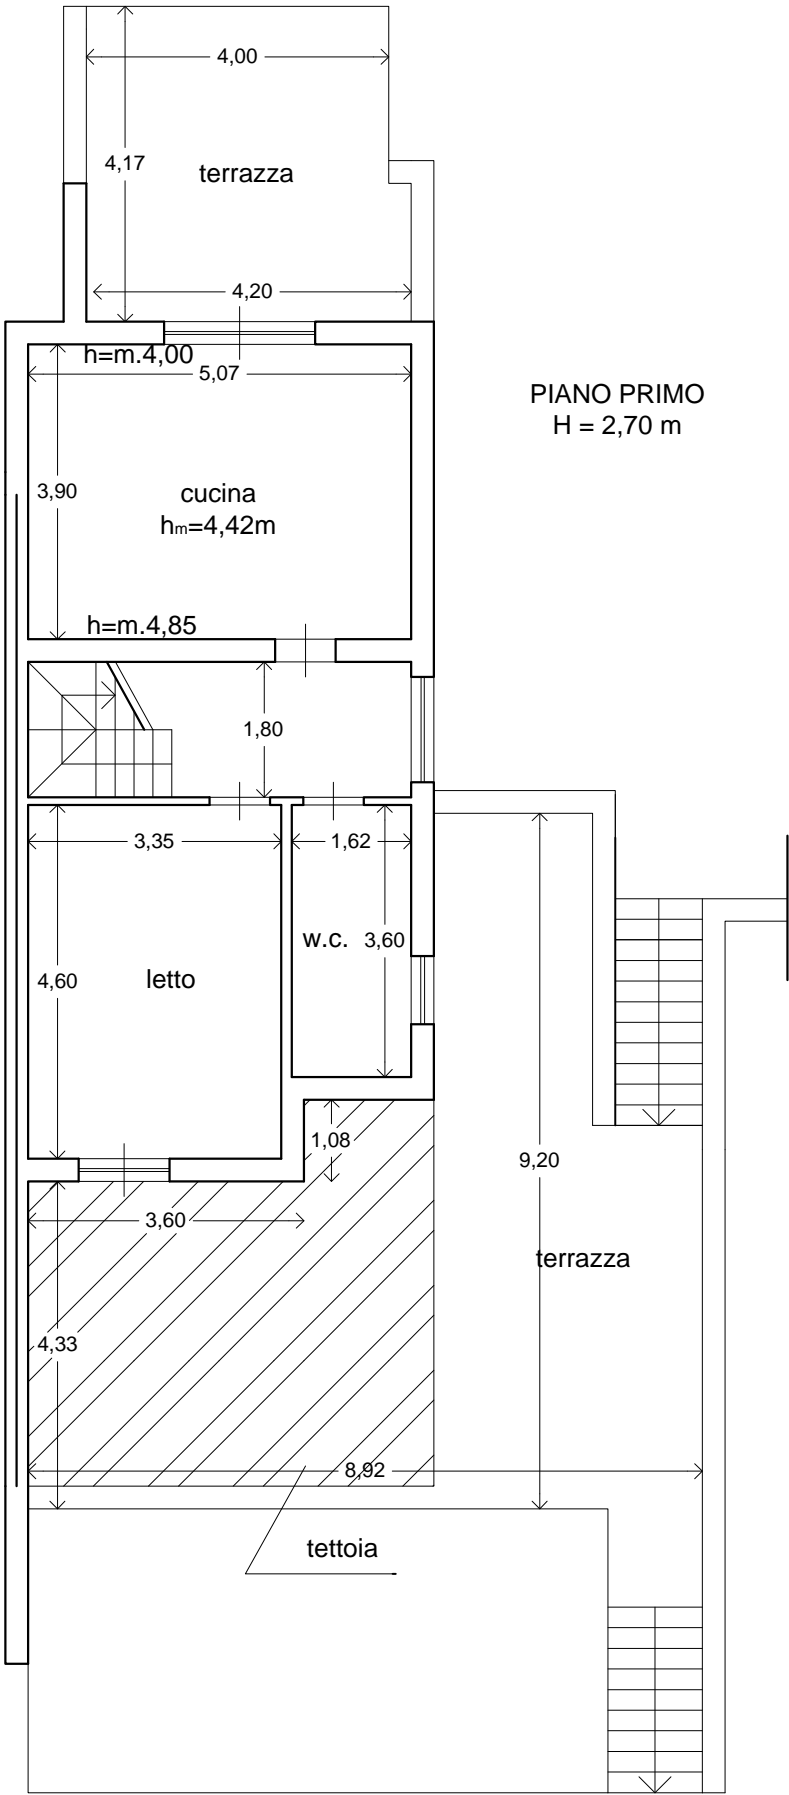 4,00
4,17
terrazza
4,20
h=m.4,00
5,07
PIANO PRIMO
H = 2,70 m
3,90
cucina
hm=4,42m
h=m.4,85
1,80
3,35
1,62
w.c.
3,60
4,60
letto
1,08
9,20
3,60
terrazza
4,33
8,92
tettoia